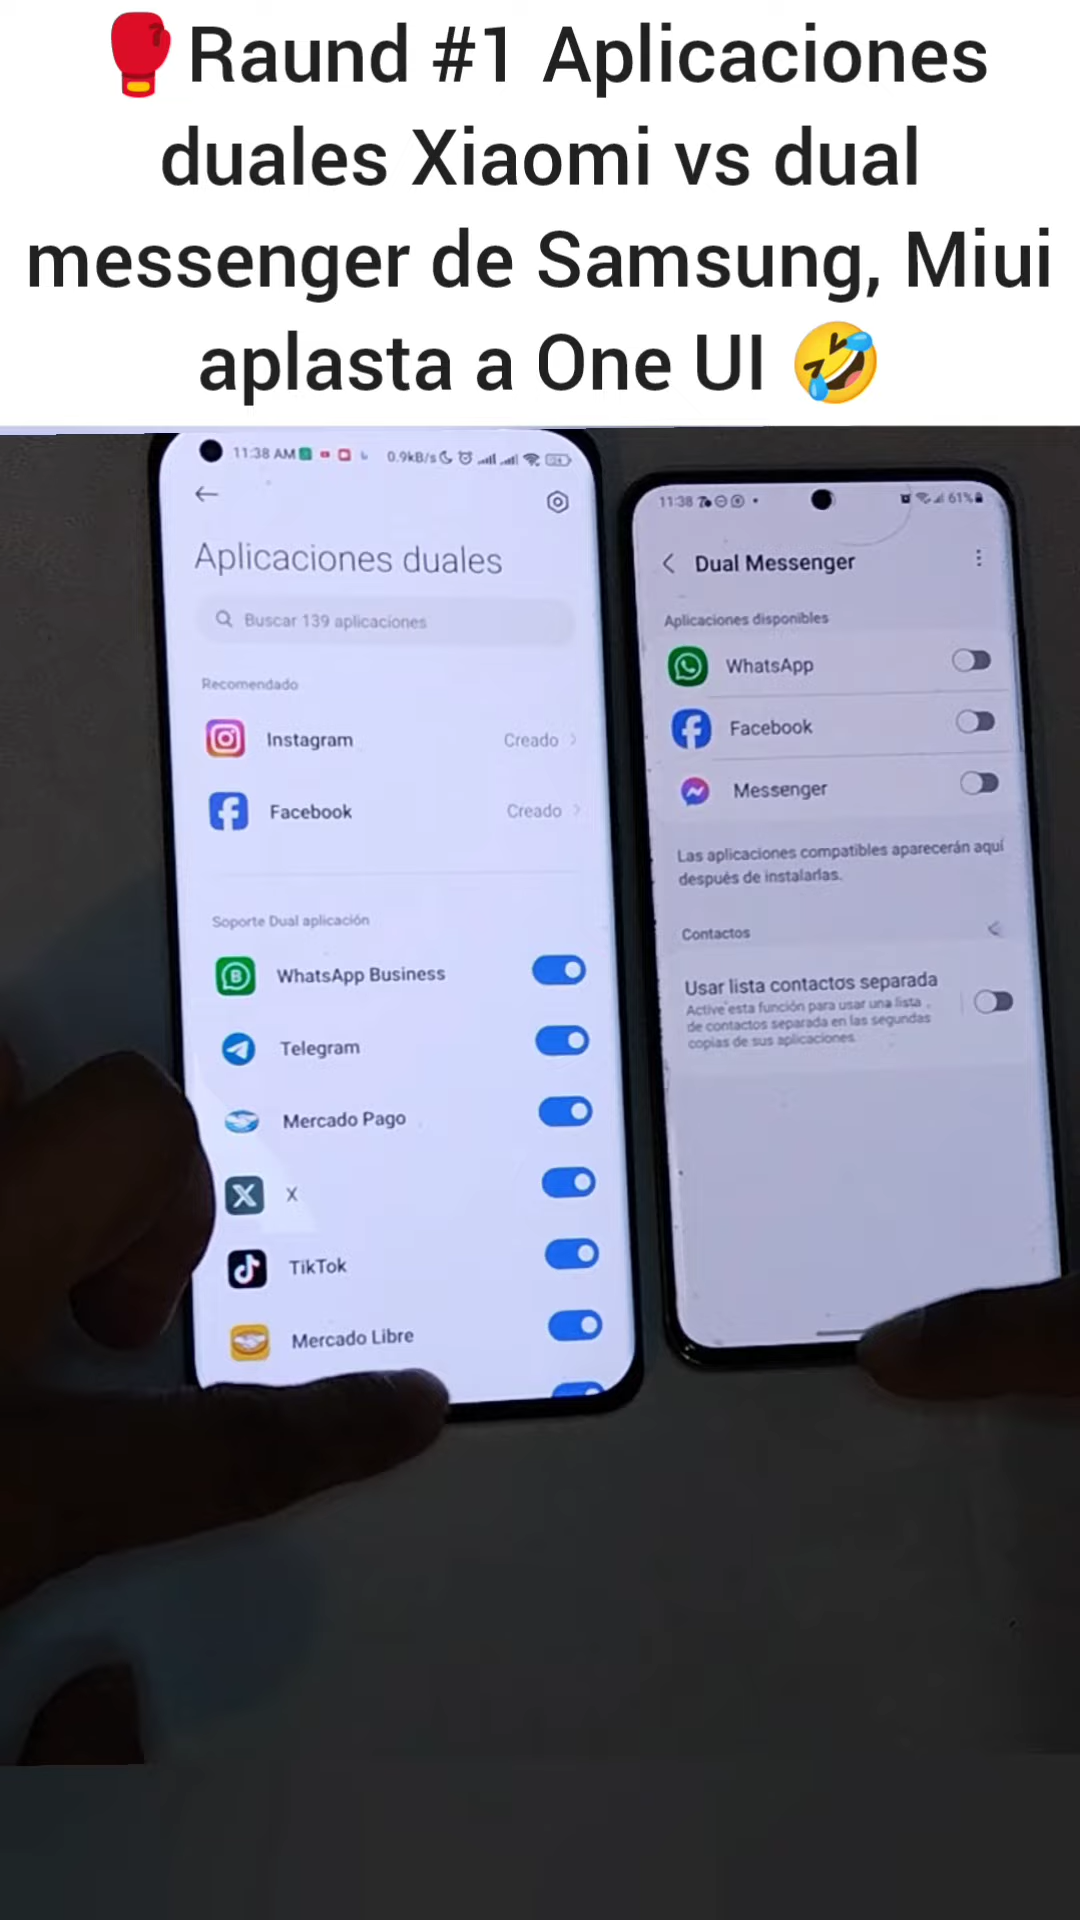 🥊Raund #1 Aplicaciones
duales Xiaomi vs dual
messenger de Samsung, Miui
aplasta a One UI 🤣
11:38 AM
0.9kB/s
Aplicaciones duales
Buscar 139 aplicaciones
Recomendado
Instagram
Creado
Facebook
Creado
Soporte Dual aplicación
WhatsApp Business
Telegram
Mercado Pago
X
TikTok
Mercado Libre
11:38
61%
Dual Messenger
Aplicaciones disponibles
WhatsApp
Facebook
Messenger
Las aplicaciones compatibles aparecerán aquí
después de instalarlas.
Contactos
Usar lista contactos separada
Active esta función para usar una lista
de contactos separada en las segundas
copias de sus aplicaciones.